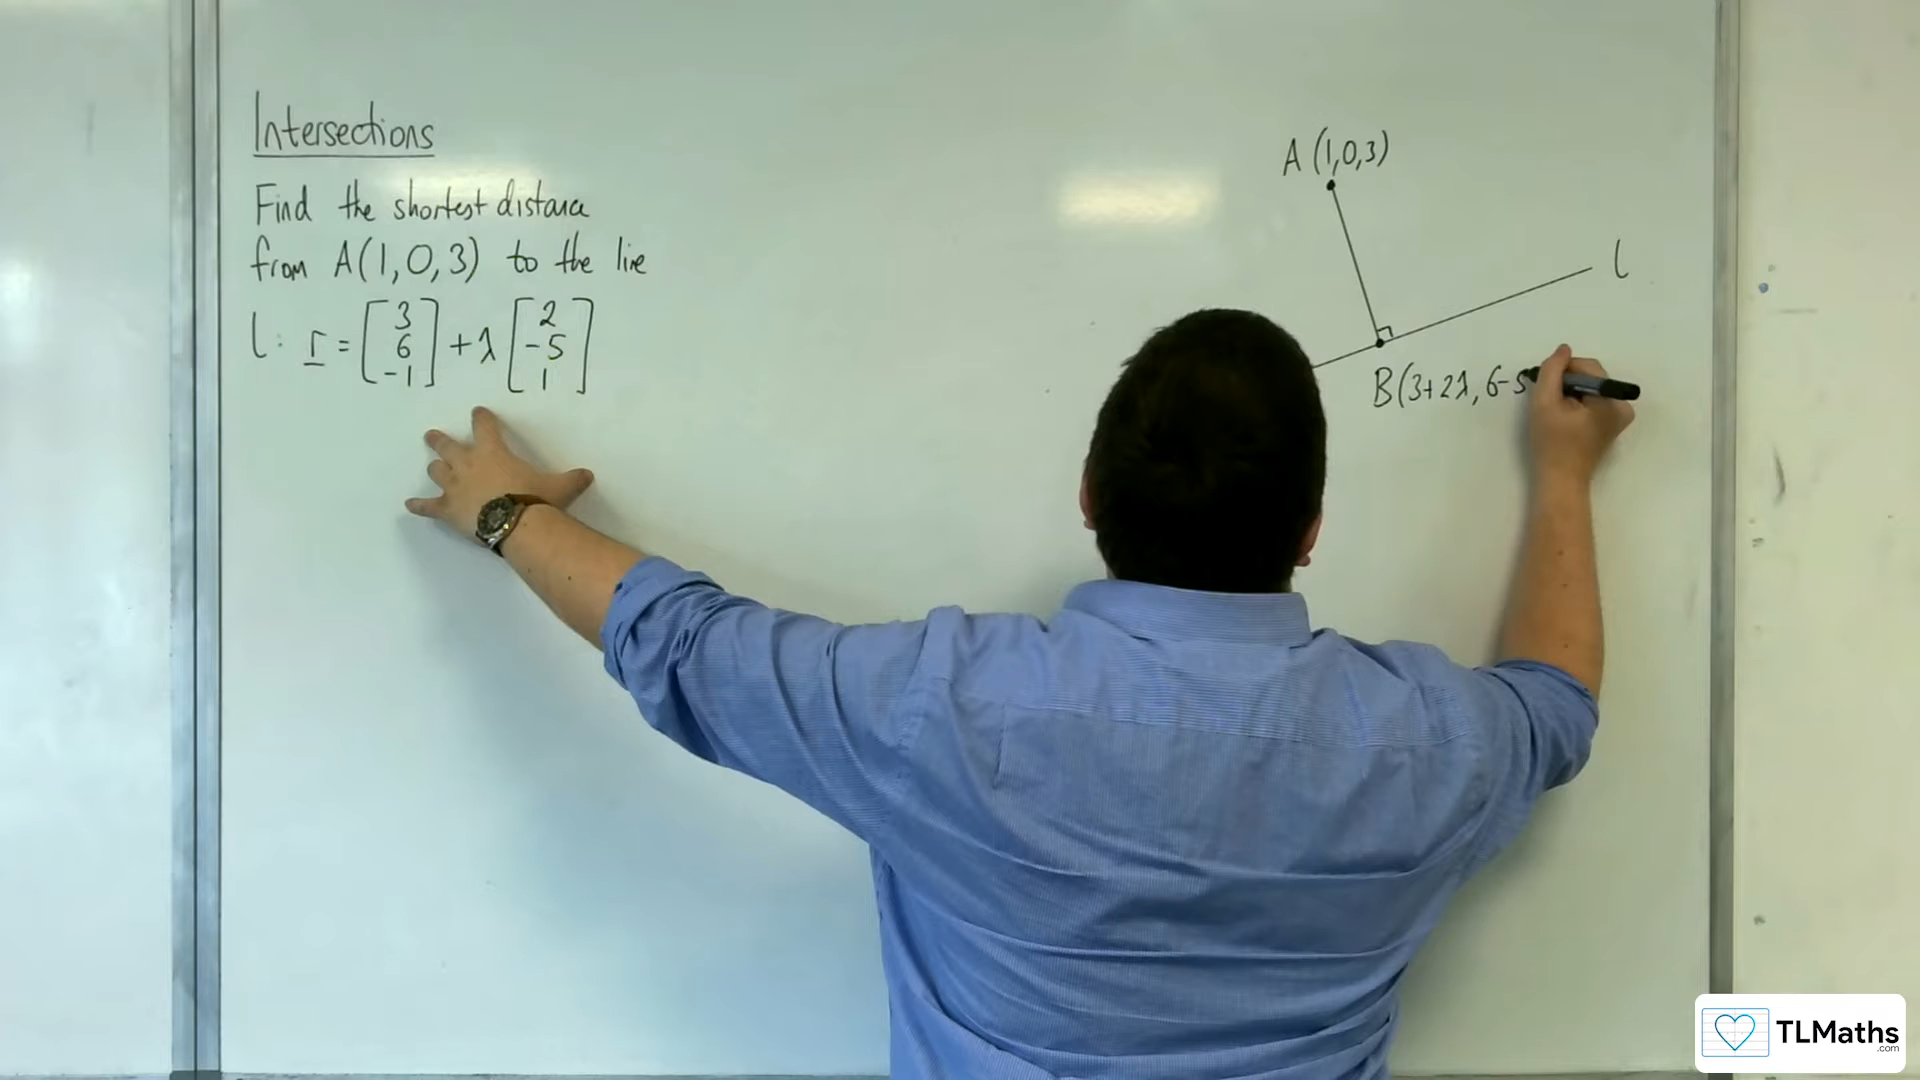 Intersections
Find the shortest distance
from A(1,0,3) to the line
l: r = [3 6 -1] + λ [2 -5 1]
A (1,0,3)
l
B(3+2λ, 6-5
TLMaths
.com